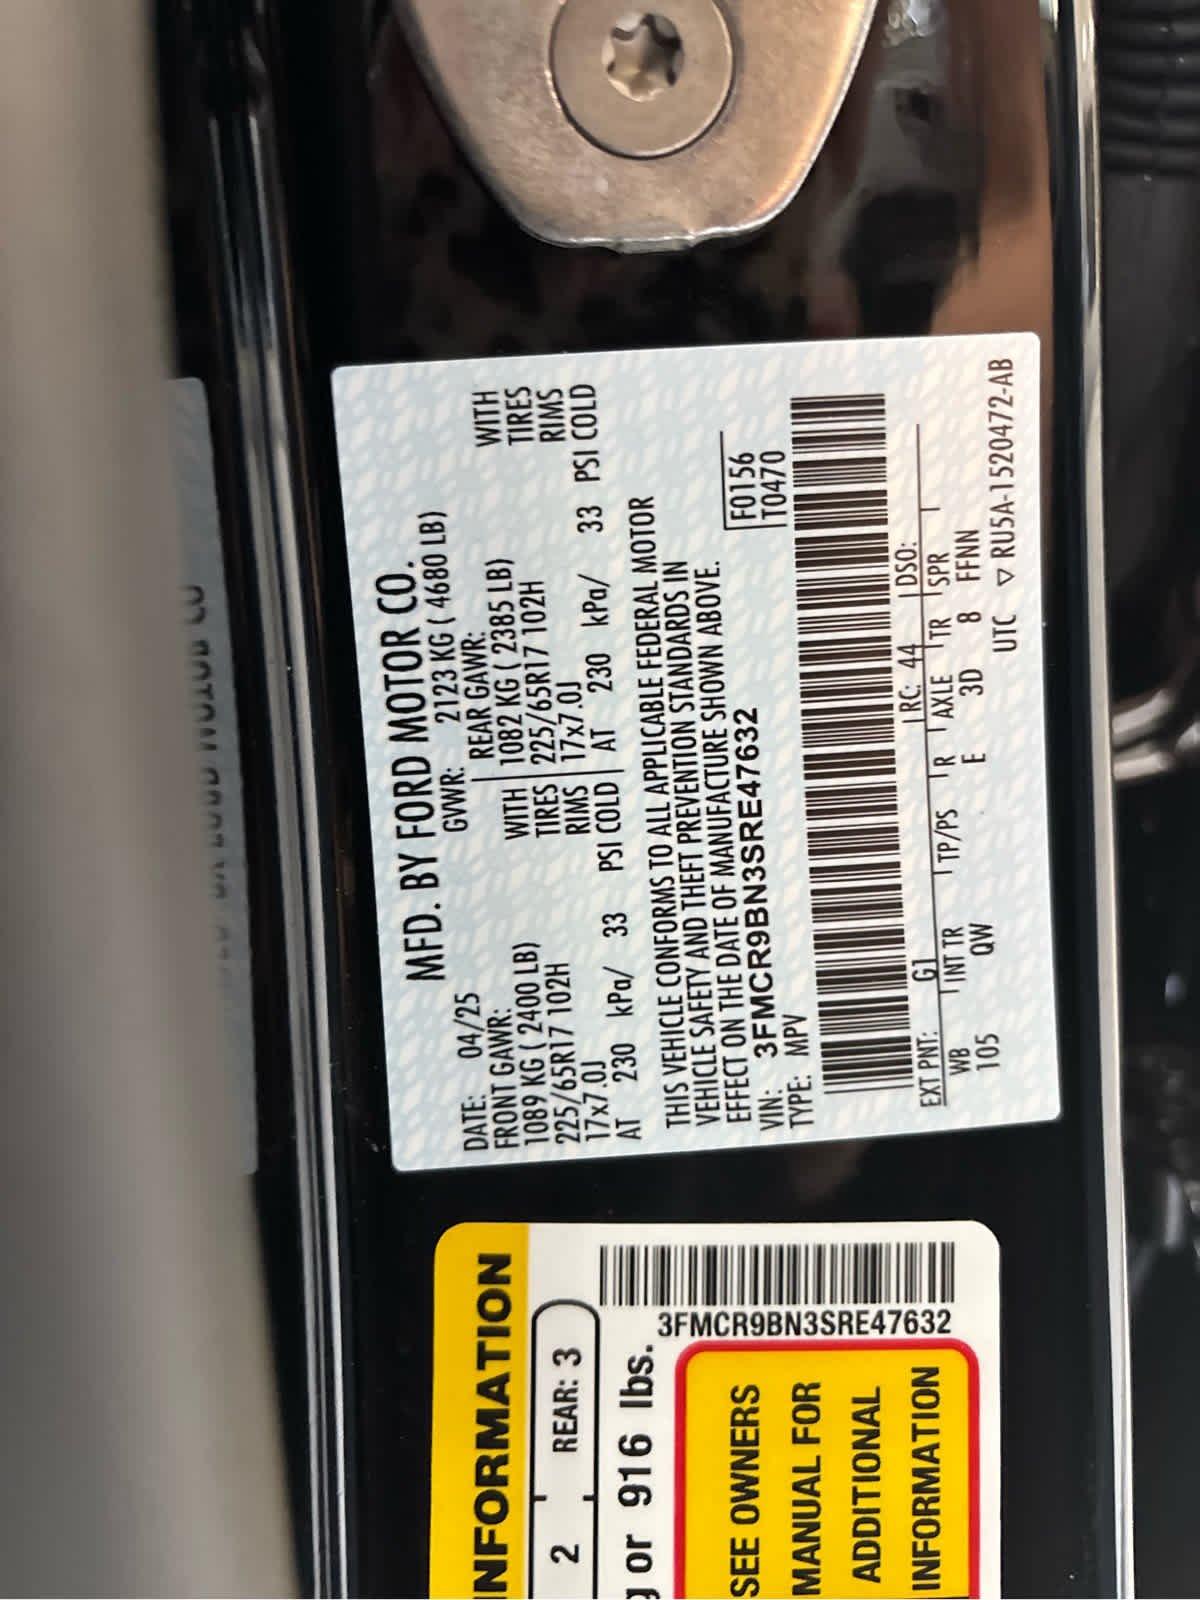 MFD. BY FORD MOTOR CO.
DATE: 04/25 GVWR: 2123 KG ( 4680 LB)
FRONT GAWR: REAR GAWR:
1089 KG ( 2400 LB) WITH 1082 KG ( 2385 LB) WITH
225/65R17 102H TIRES 225/65R17 102H TIRES
17x7.0J RIMS 17x7.0J RIMS
AT 230 kPa/ 33 PSI COLD AT 230 kPa/ 33 PSI COLD
THIS VEHICLE CONFORMS TO ALL APPLICABLE FEDERAL MOTOR
VEHICLE SAFETY AND THEFT PREVENTION STANDARDS IN
EFFECT ON THE DATE OF MANUFACTURE SHOWN ABOVE.
VIN: 3FMCR9BN3SRE47632 F0156
TYPE: MPV T0470
EXT PNT: G1 RC: 44 DSO:
WB INT TR TP/PS R AXLE TR SPR
105 QW E 3D 8 FFNN
UTC ▽ RU5A-1520472-AB
INFORMATION
2 REAR: 3
or 916 lbs.
3FMCR9BN3SRE47632
SEE OWNERS
MANUAL FOR
ADDITIONAL
INFORMATION